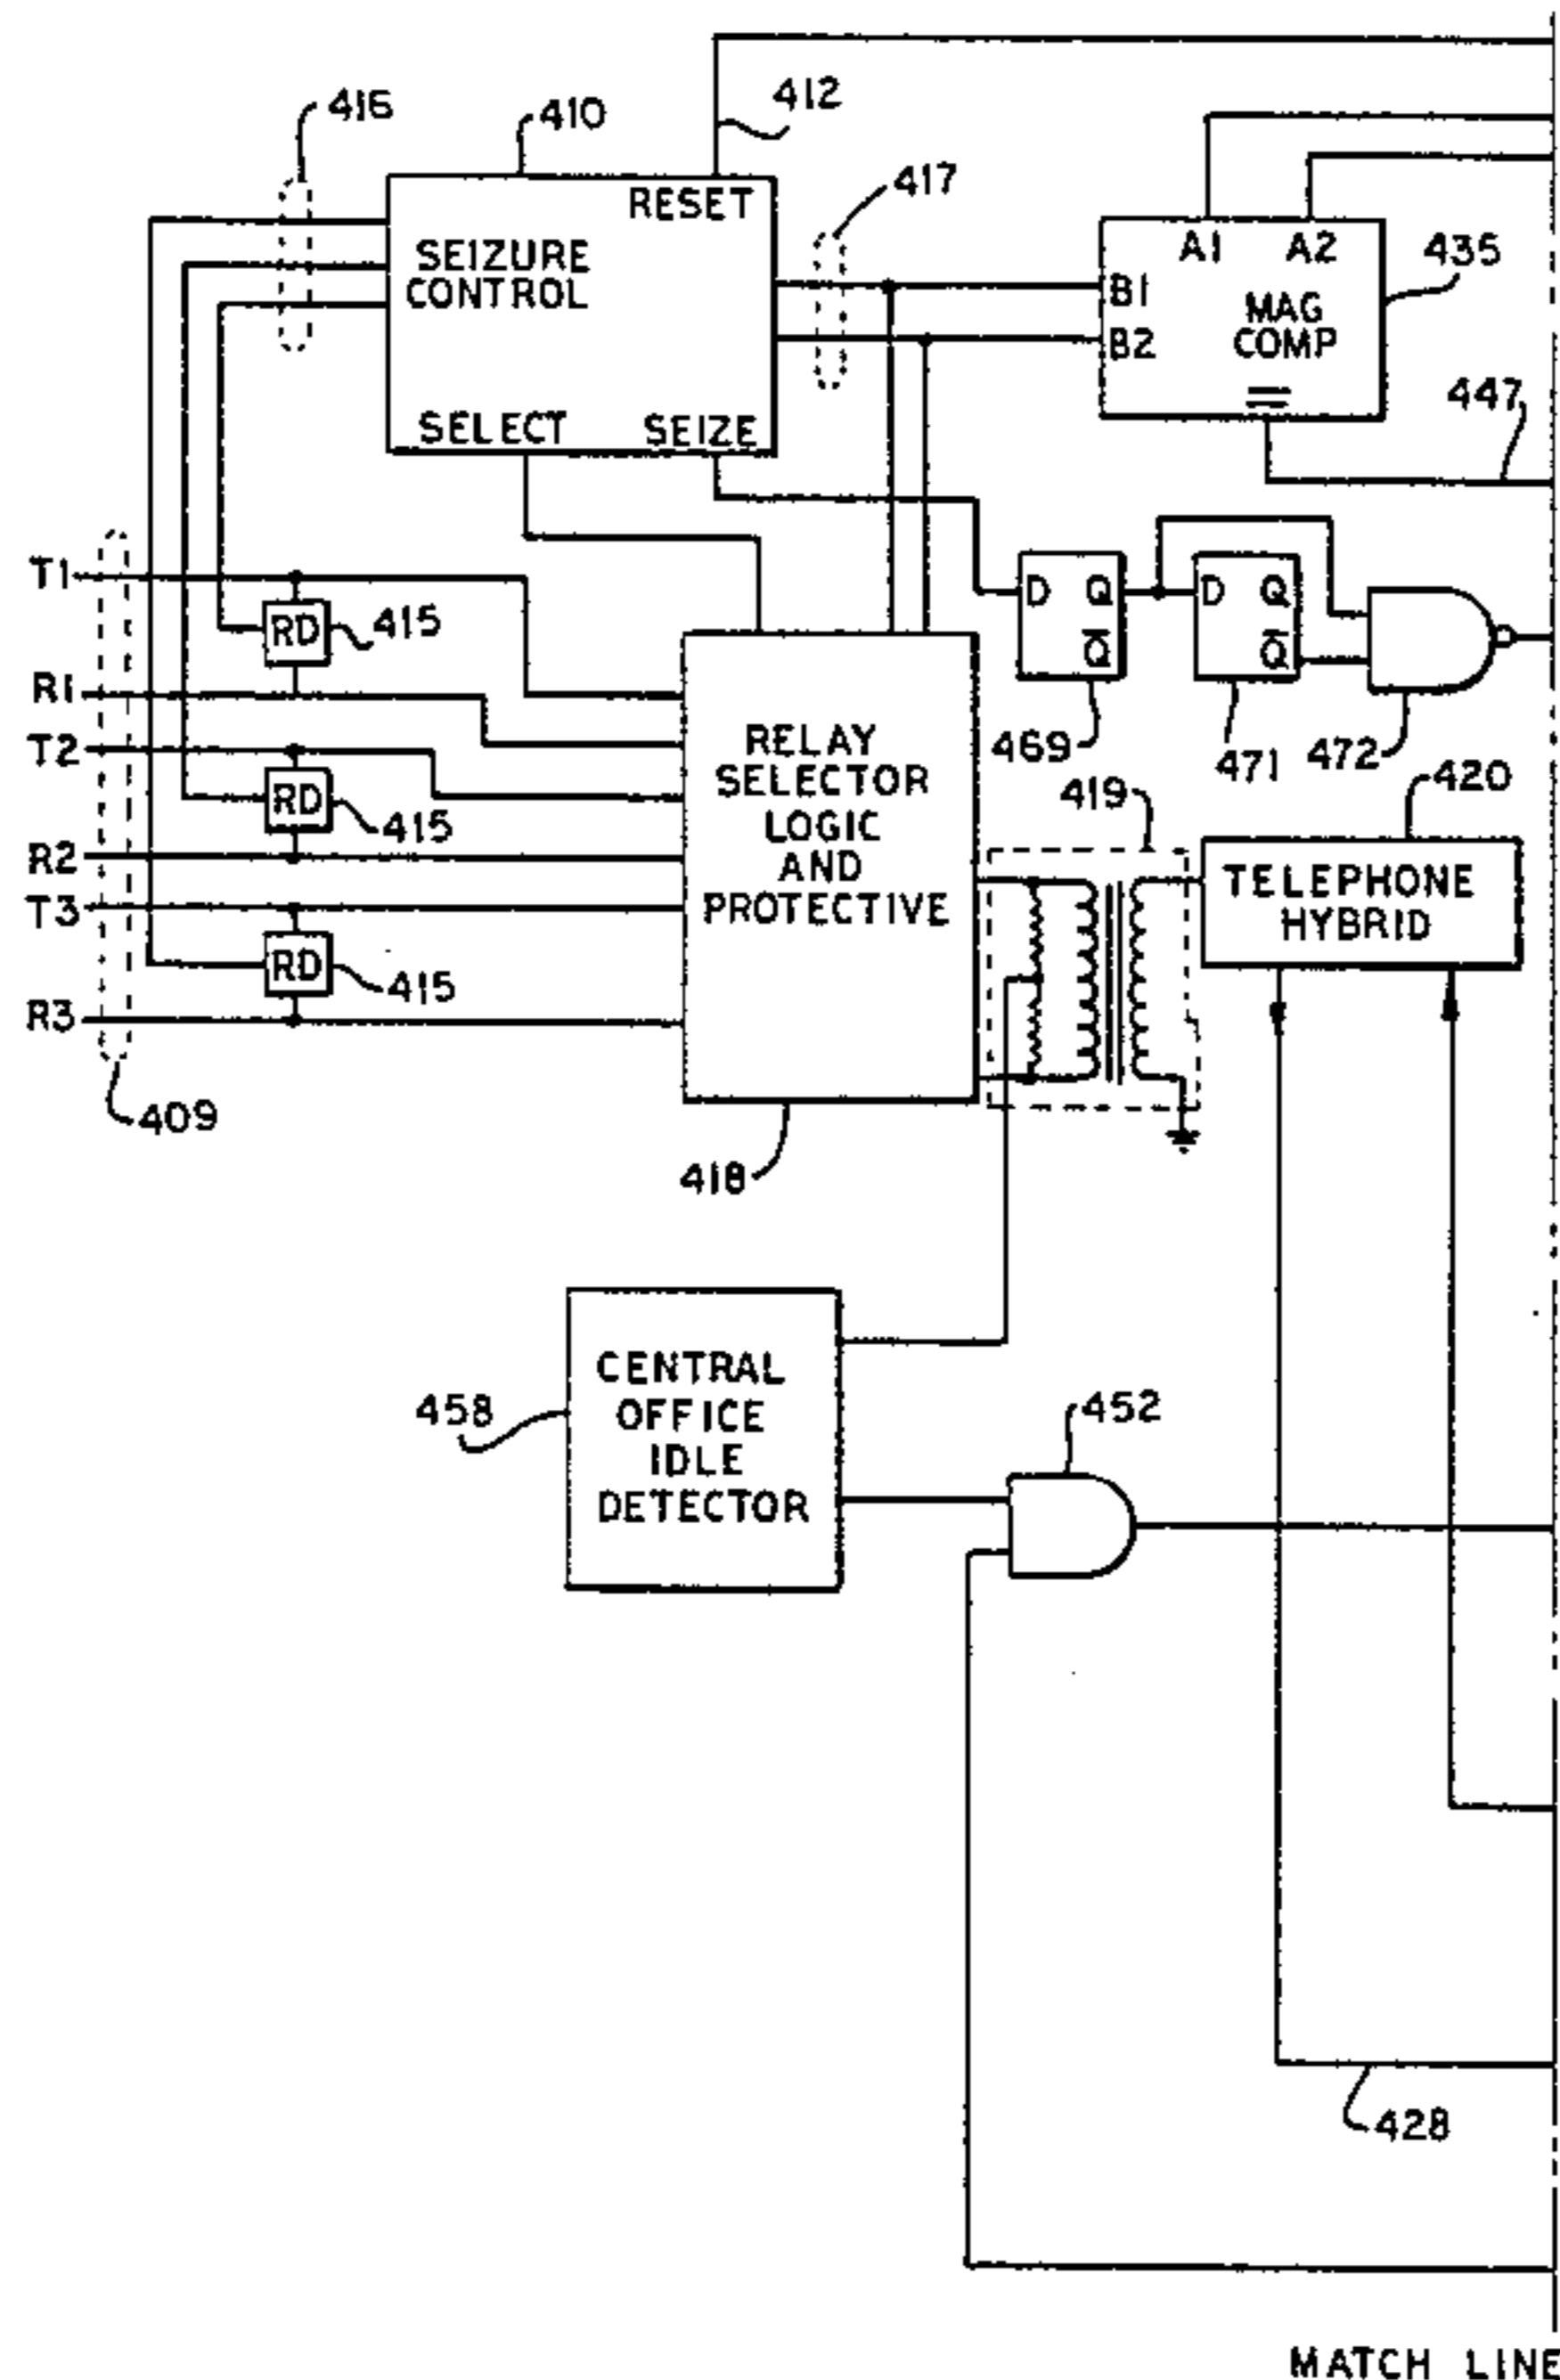 416
410
412
417
RESET
SEIZURE
CONTROL
SELECT
SEIZE
A1 A2
B1
B2
MAG
COMP
=
435
447
T1
RD
415
R1
T2
RD
415
R2
T3
RD
415
R3
409
D Q
Q̅
469
D Q
Q̅
471
472
RELAY
SELECTOR
LOGIC
AND
PROTECTIVE
418
419
420
TELEPHONE
HYBRID
458
CENTRAL
OFFICE
IDLE
DETECTOR
452
428
MATCH LINE